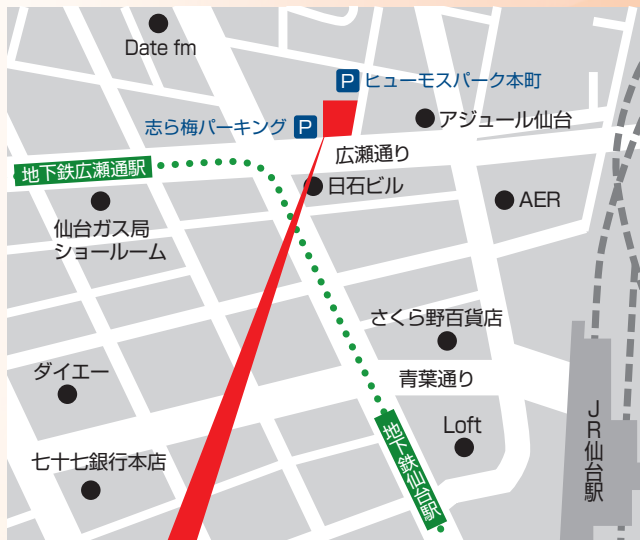 Date fm
P ヒューモスパーク本町
志ら梅パーキング P
アジュール仙台
広瀬通り
地下鉄広瀬通駅
日石ビル
仙台ガス局
ショールーム
AER
さくら野百貨店
ダイエー
青葉通り
Loft
地下鉄仙台駅
JR仙台駅
七十七銀行本店